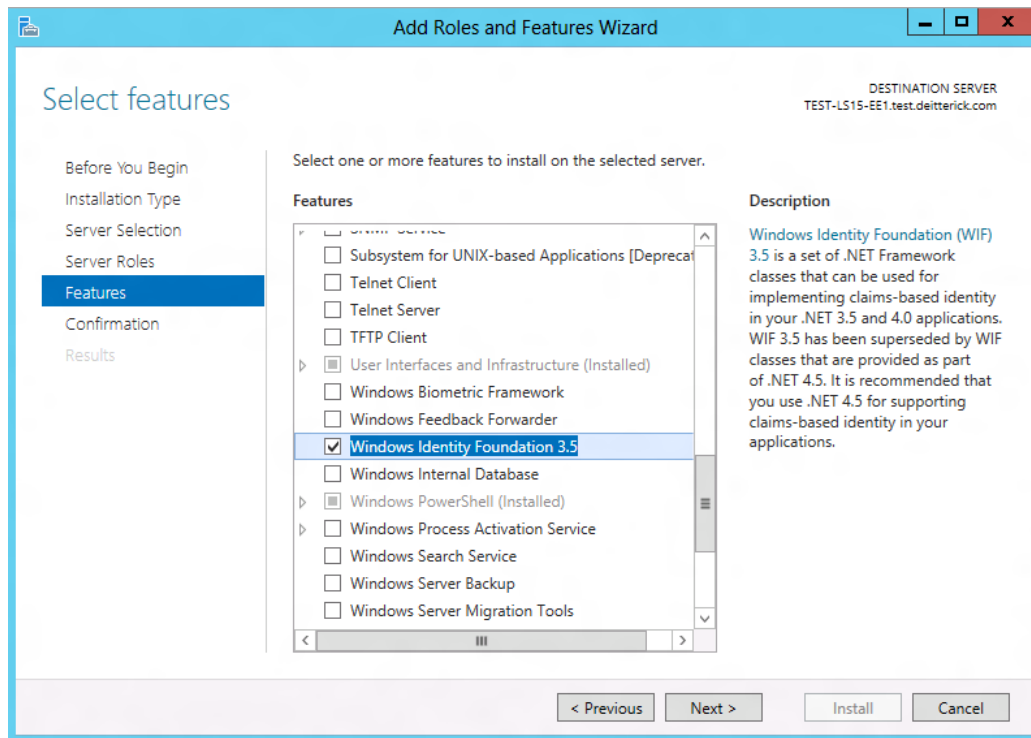 Add Roles and Features Wizard
x
Select features
DESTINATION SERVER
TEST-LS15-EE1.test.deitterick.com
Before You Begin
Installation Type
Server Selection
Server Roles
Features
Confirmation
Results
Select one or more features to install on the selected server.
Features
SNMP Service
Subsystem for UNIX-based Applications [Deprecat
Telnet Client
Telnet Server
TFTP Client
User Interfaces and Infrastructure (Installed)
Windows Biometric Framework
Windows Feedback Forwarder
Windows Identity Foundation 3.5
Windows Internal Database
Windows PowerShell (Installed)
Windows Process Activation Service
Windows Search Service
Windows Server Backup
Windows Server Migration Tools
Description
Windows Identity Foundation (WIF)
3.5 is a set of .NET Framework
classes that can be used for
implementing claims-based identity
in your .NET 3.5 and 4.0 applications.
WIF 3.5 has been superseded by WIF
classes that are provided as part
of .NET 4.5. It is recommended that
you use .NET 4.5 for supporting
claims-based identity in your
applications.
< Previous
Next >
Install
Cancel